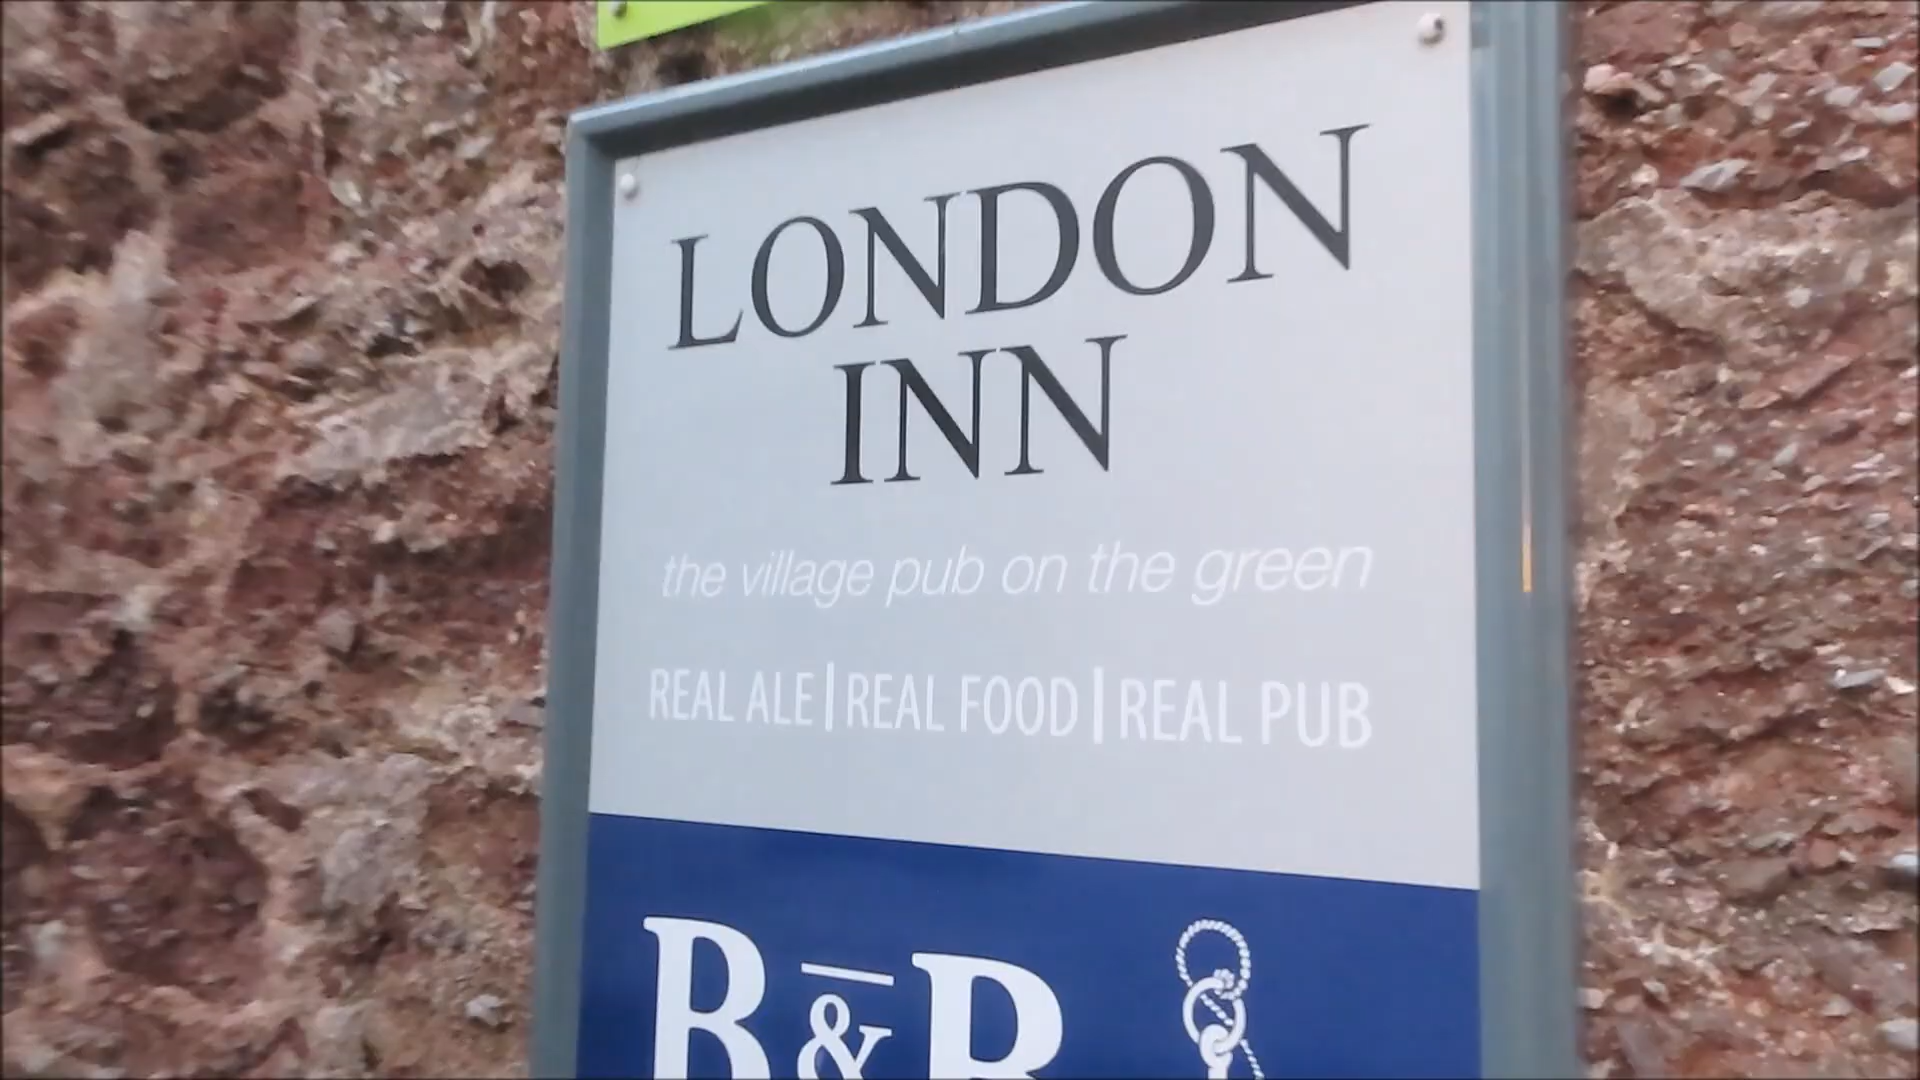 LONDON
INN
the village pub on the green
REAL ALE | REAL FOOD | REAL PUB